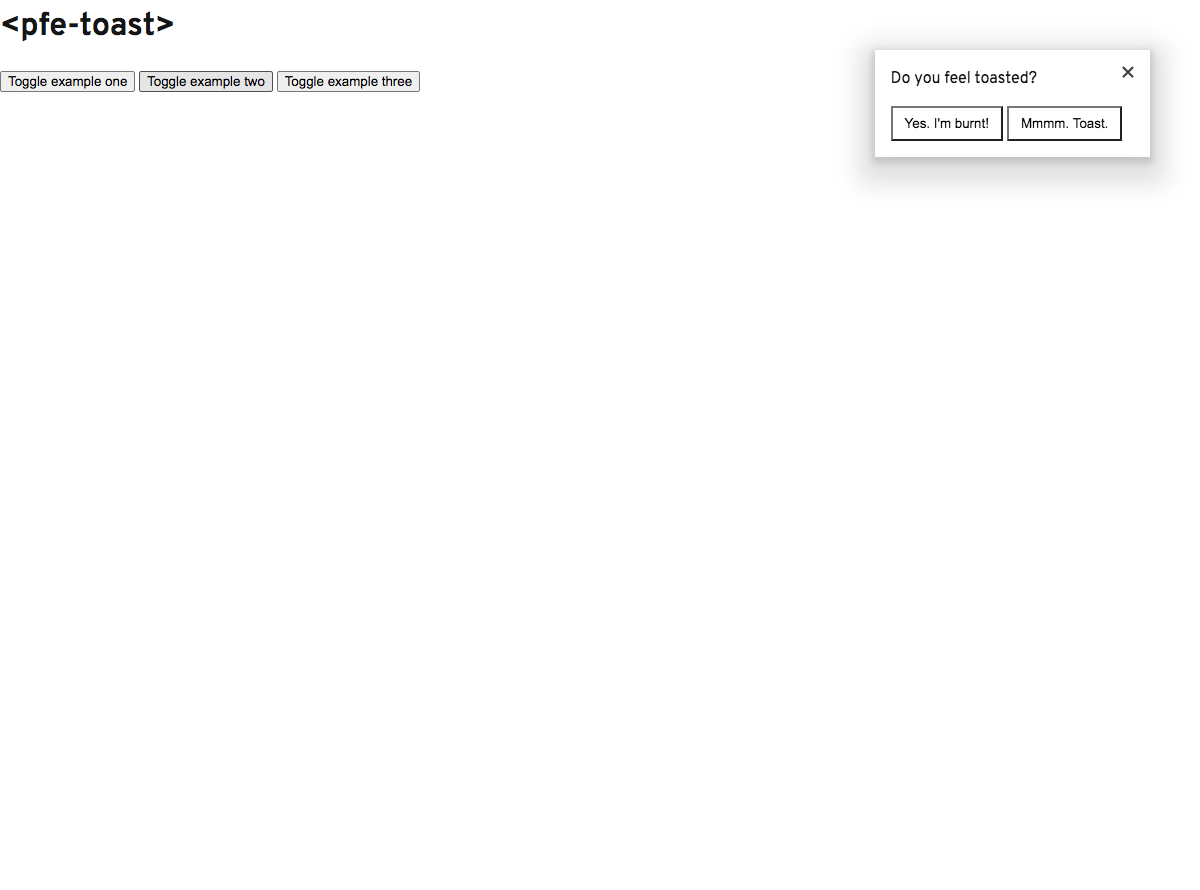 <pfe-toast>
Toggle example one Toggle example two Toggle example three
Do you feel toasted?
Yes. I'm burnt! Mmmm. Toast.